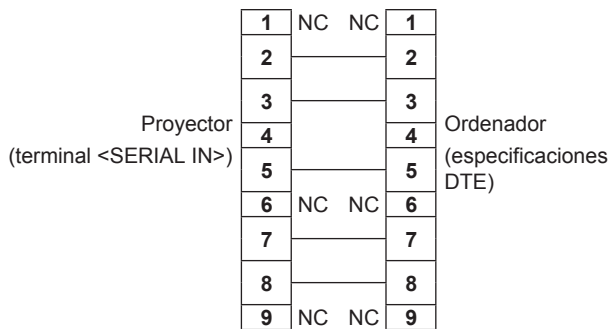 1 NC NC 1
2 2
3 3
Proyector
(terminal <SERIAL IN>)
4 4
Ordenador
(especificaciones
DTE)
5 5
6 NC NC 6
7 7
8 8
9 NC NC 9